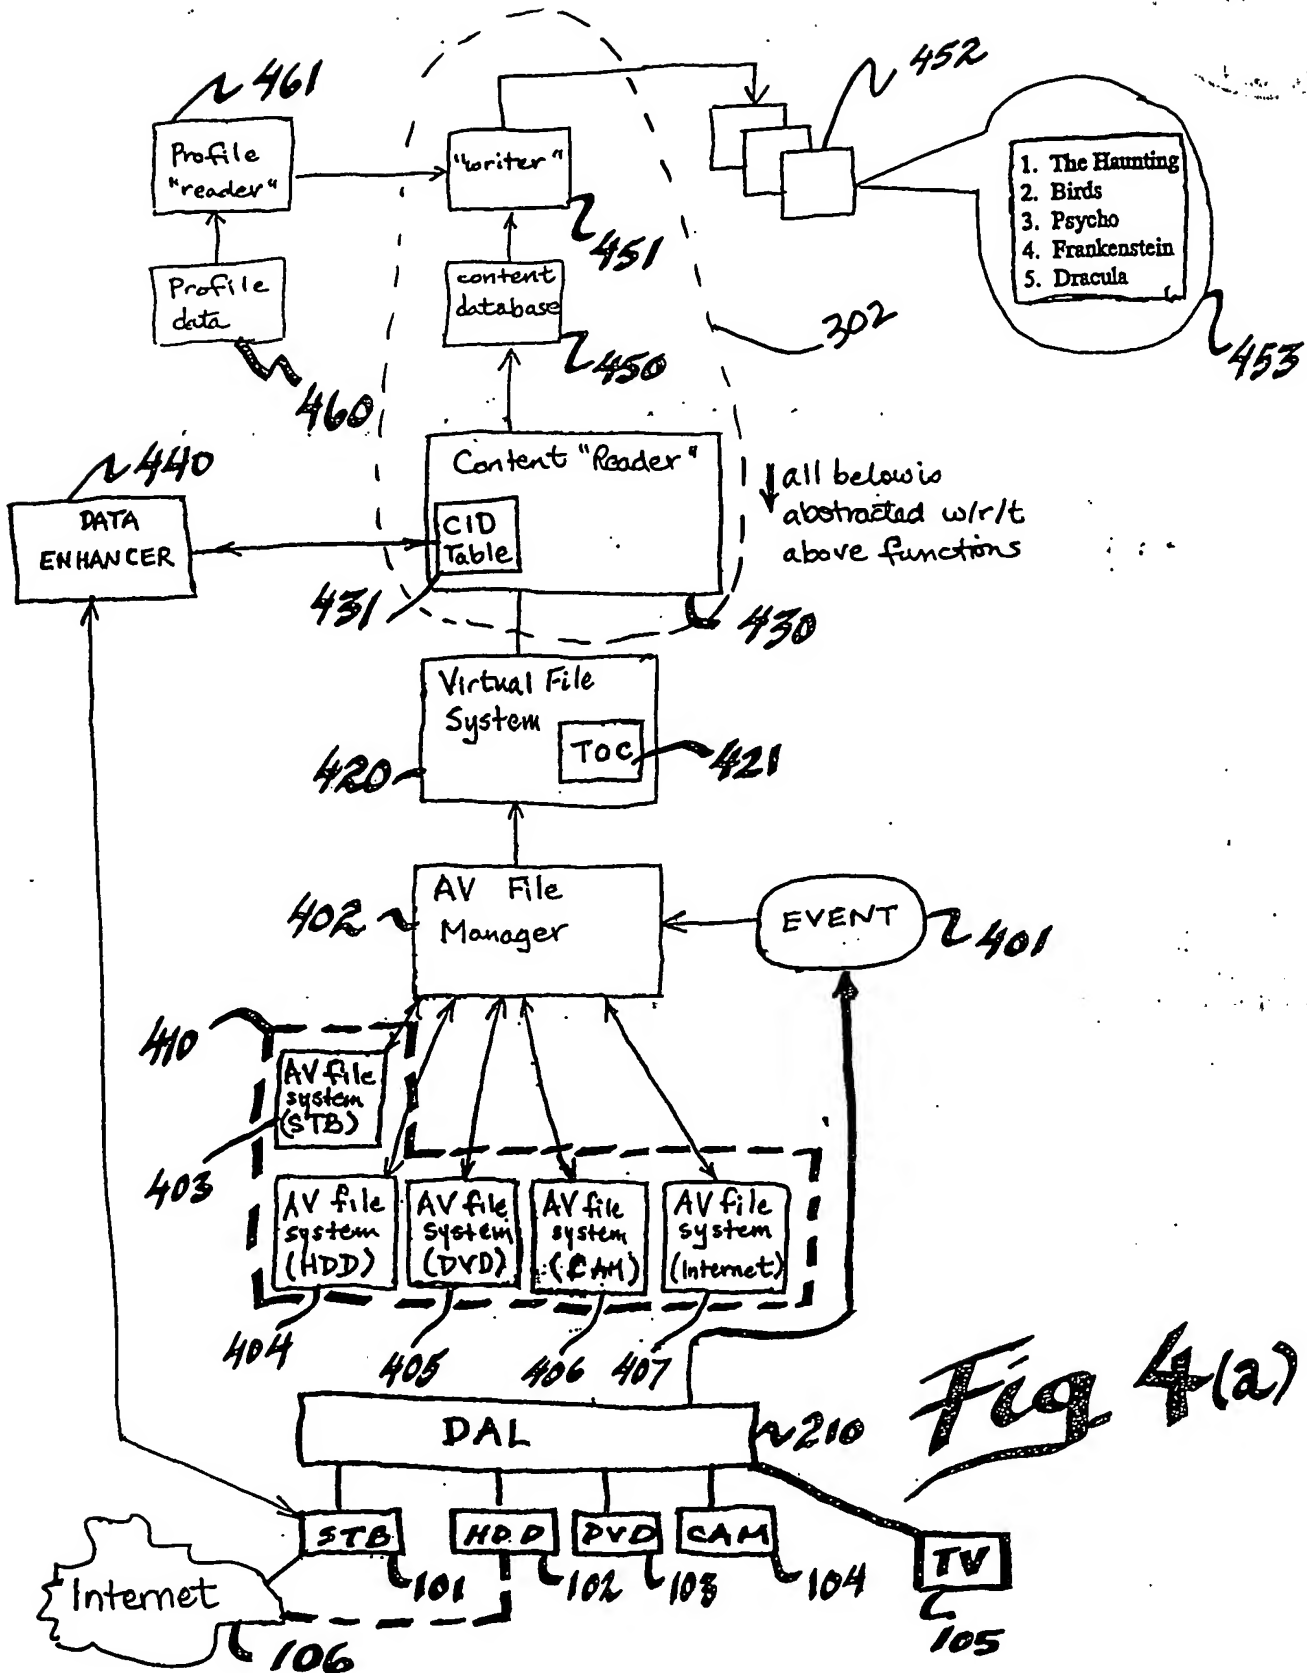 461
452
Profile
"reader"
"writer"
1. The Haunting
2. Birds
3. Psycho
4. Frankenstein
5. Dracula
451
Profile
data
content
database
302
453
450
460
440
Content "Reader"
all below is
abstracted w/r/t
above functions
DATA
ENHANCER
CID
Table
431
430
Virtual File
System
TOC
421
420
AV File
Manager
402
EVENT
401
410
AV file
system
(STB)
403
AV file
system
(HDD)
AV file
system
(DVD)
AV file
system
(CAM)
AV file
system
(Internet)
404
405
406
407
Fig 4(a)
DAL
210
STB
HDD
DVD
CAM
TV
101
102
103
104
105
Internet
106